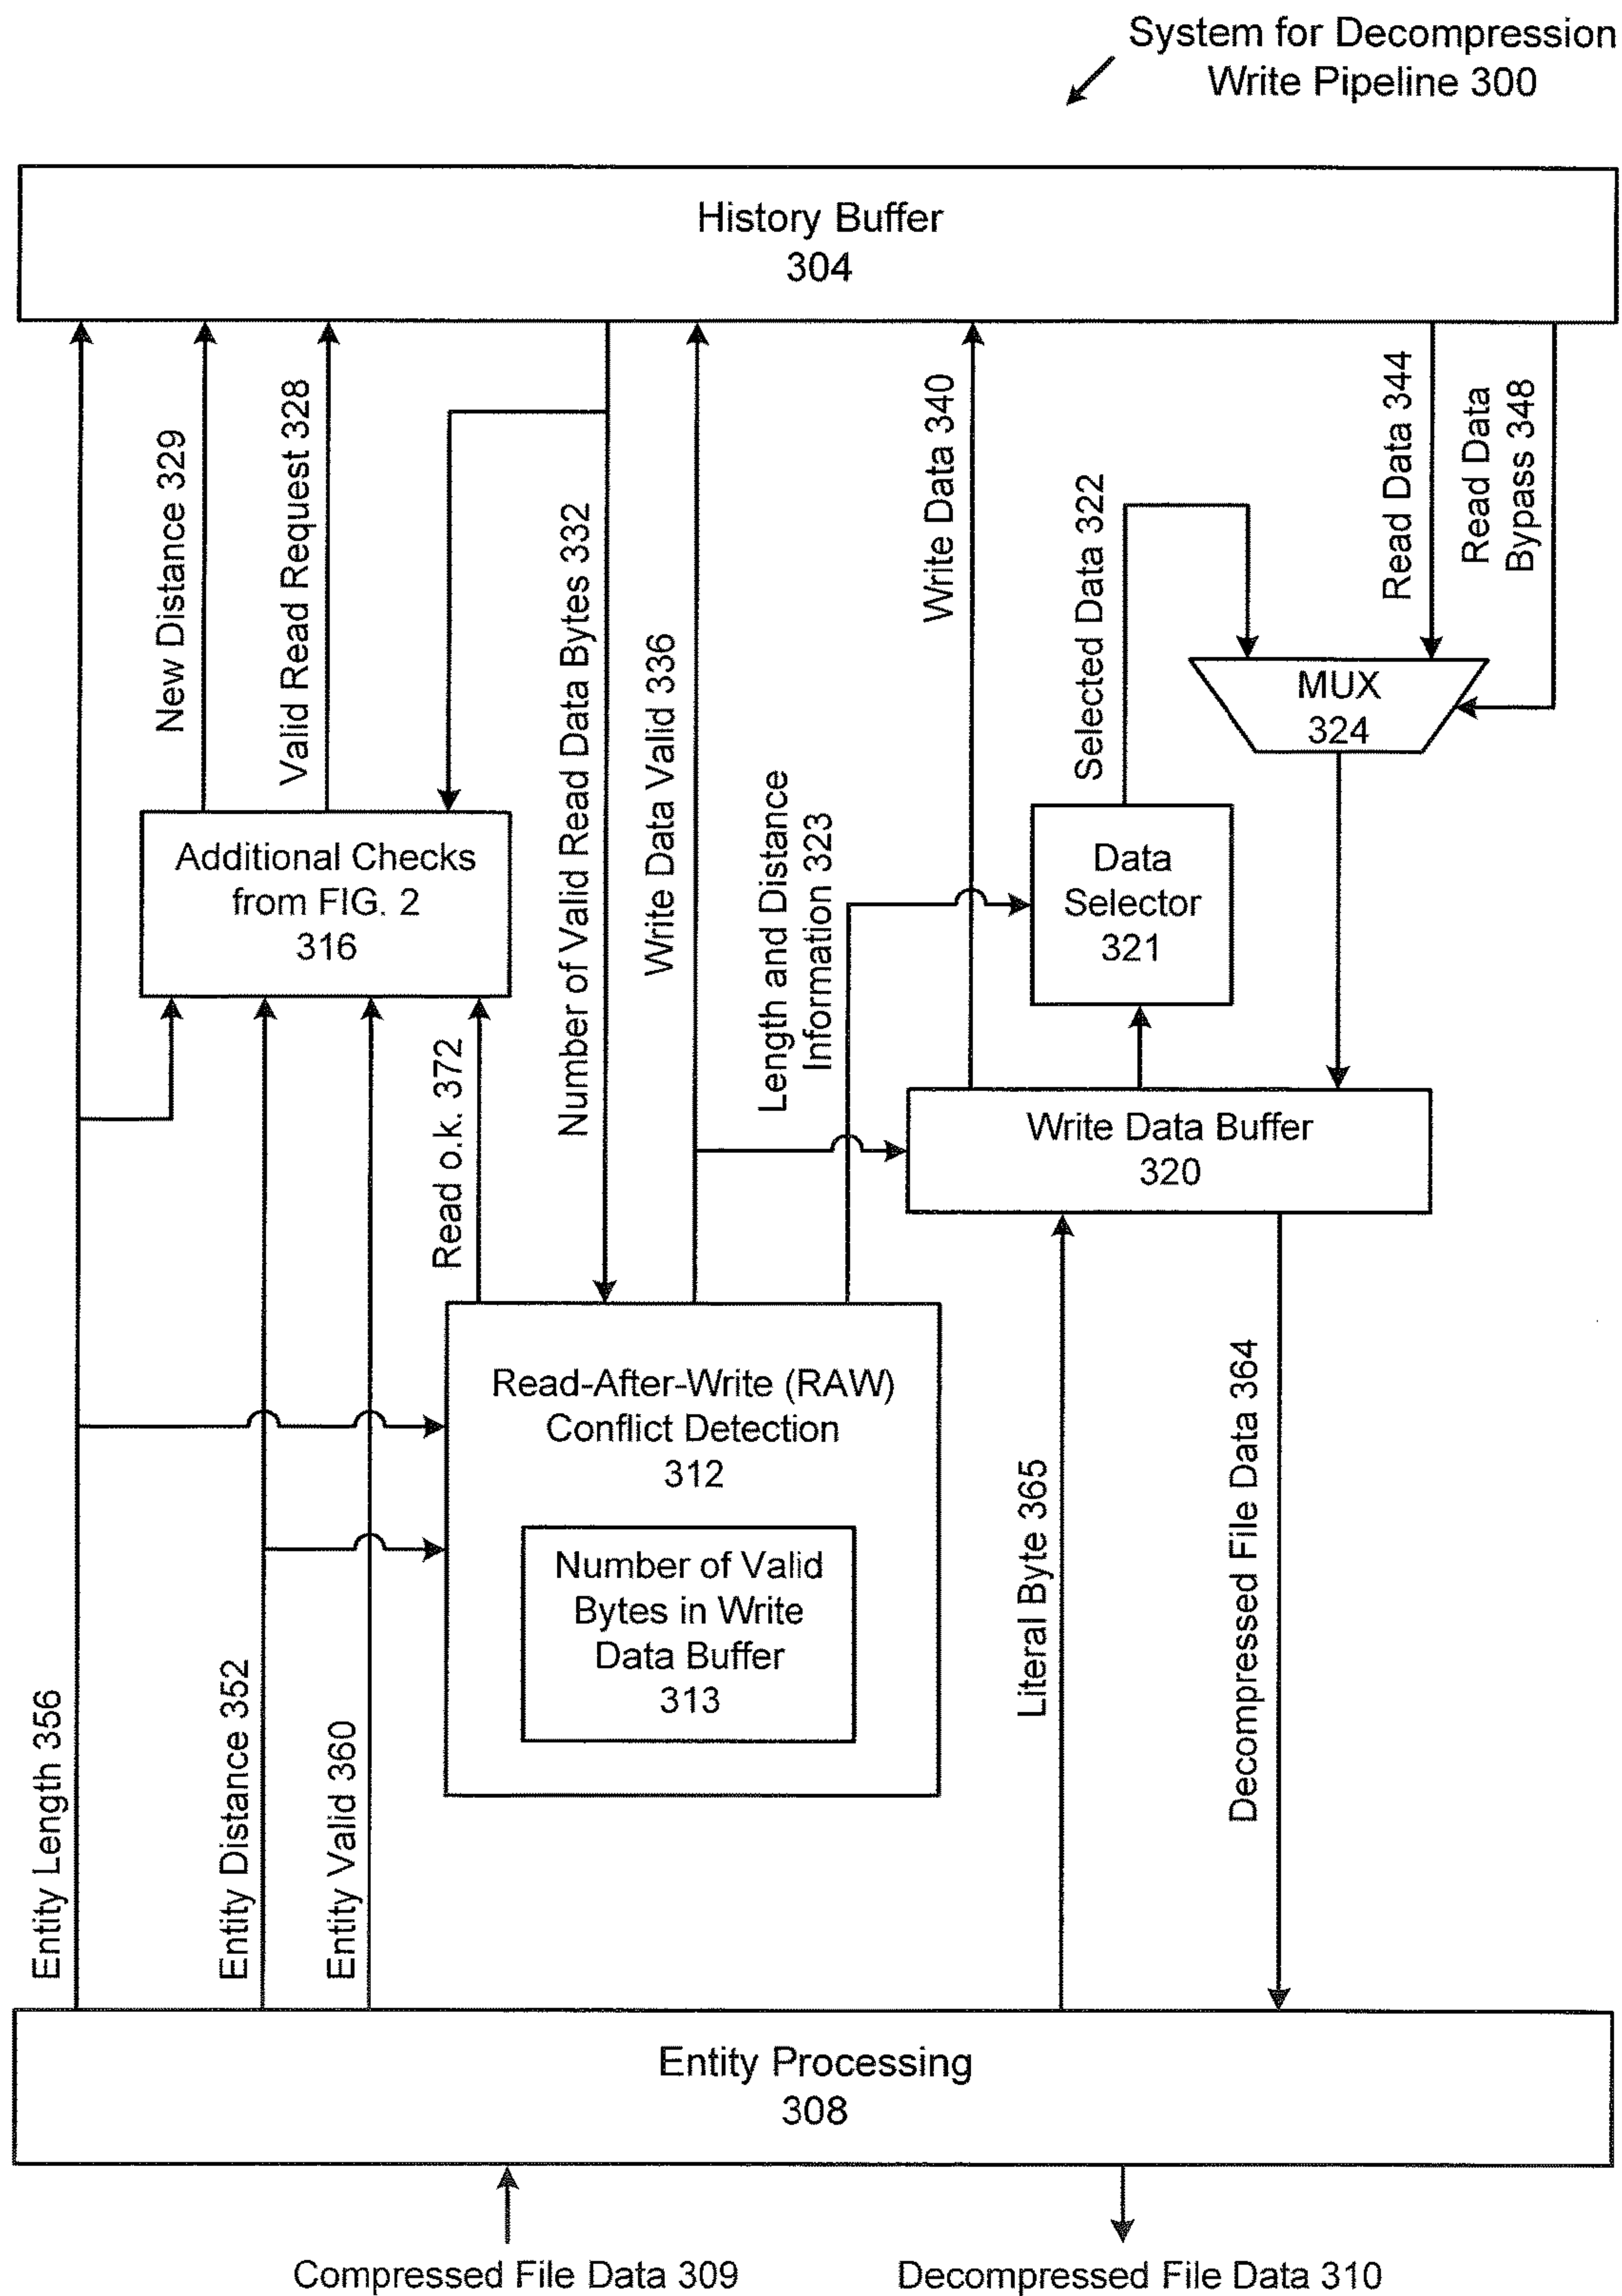 System for Decompression
Write Pipeline 300
History Buffer
304
New Distance 329
Valid Read Request 328
Number of Valid Read Data Bytes 332
Write Data Valid 336
Write Data 340
Selected Data 322
Read Data 344
Read Data
Bypass 348
MUX
324
Additional Checks
from FIG. 2
316
Length and Distance
Information 323
Data
Selector
321
Read o.k. 372
Write Data Buffer
320
Read-After-Write (RAW)
Conflict Detection
312
Number of Valid
Bytes in Write
Data Buffer
313
Entity Length 356
Entity Distance 352
Entity Valid 360
Literal Byte 365
Decompressed File Data 364
Entity Processing
308
Compressed File Data 309
Decompressed File Data 310